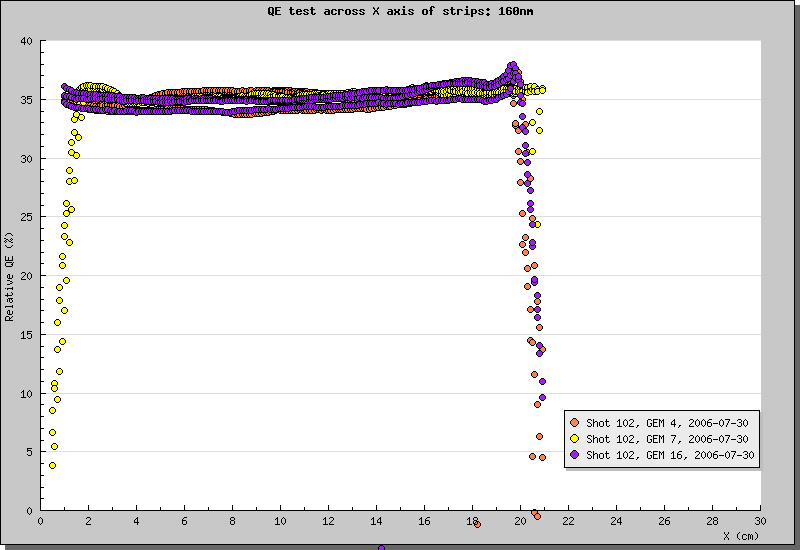 QE test across X axis of strips: 160nm
40
35
30
25
20
15
10
5
0
Relative QE (%)
0 2 4 6 8 10 12 14 16 18 20 22 24 26 28 30
X (cm)
Shot 102, GEM 4, 2006-07-30
Shot 102, GEM 7, 2006-07-30
Shot 102, GEM 16, 2006-07-30